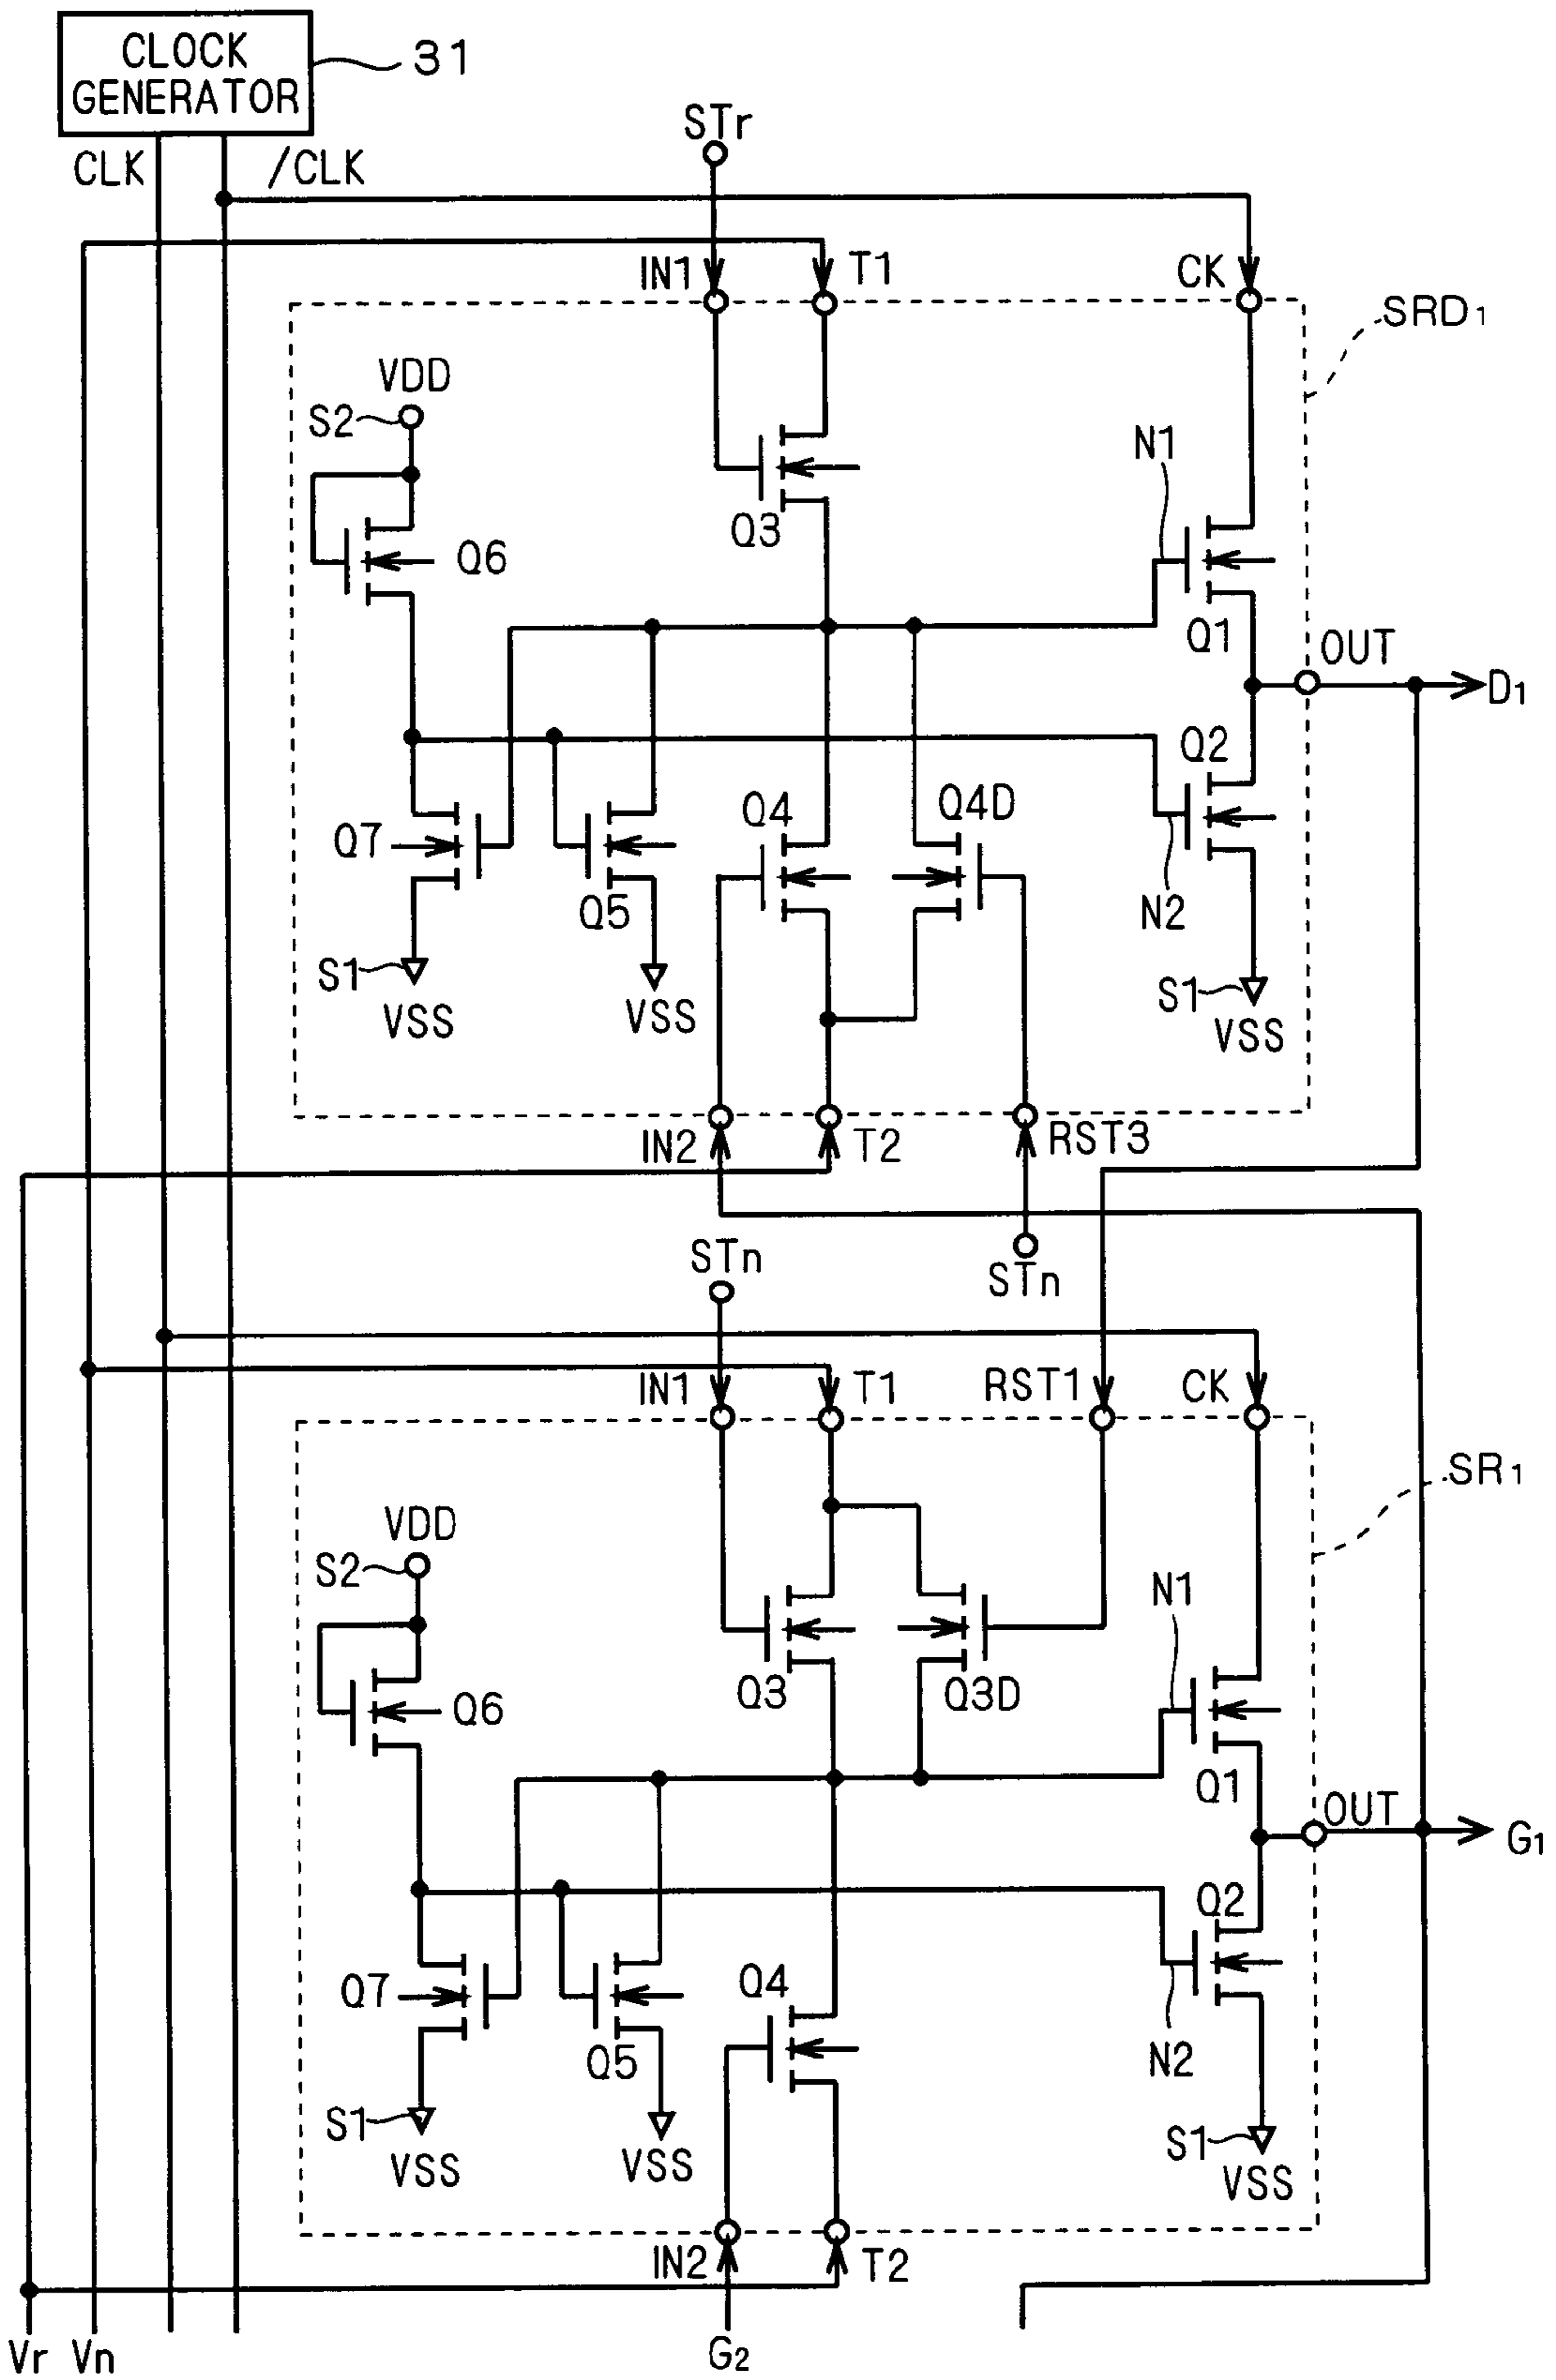 CLOCK
GENERATOR
31
CLK
/CLK
STr
IN1
T1
CK
SRD1
VDD
S2
N1
Q3
Q6
Q1
OUT
D1
Q2
Q4
Q4D
Q7
Q5
N2
S1
VSS
VSS
S1
VSS
IN2
T2
RST3
STn
STn
IN1
T1
RST1
CK
SR1
VDD
S2
N1
Q3
Q3D
Q6
Q1
OUT
G1
Q2
Q7
Q4
Q5
N2
S1
VSS
VSS
S1
VSS
IN2
T2
Vr
Vn
G2